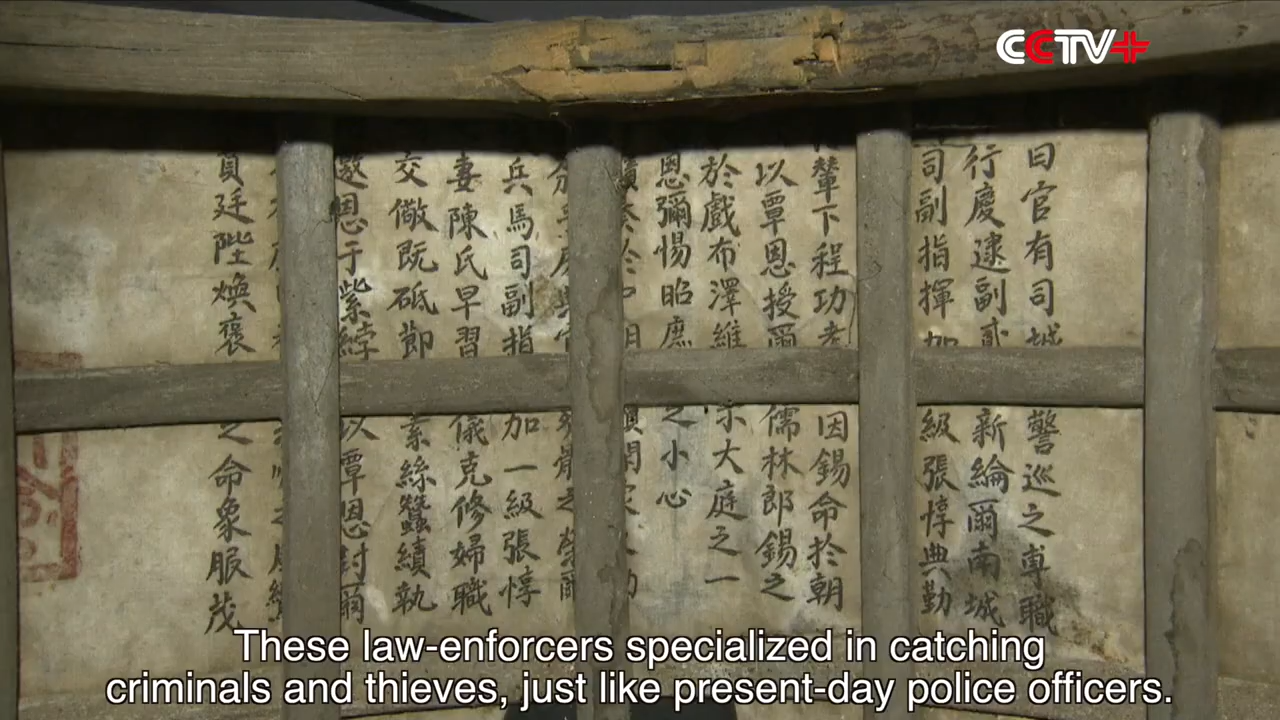 CCTV+
曰官有司城警巡之專職
行慶逮副貳新綸爾南城
司副指揮加級張惇典勤
輦下程功考因錫命於朝
以覃恩授爾儒林郎錫之
於戲布澤維示大庭之一
恩彌惕昭庶之小心
兵馬司副指加一級張惇
妻陳氏早習儀克修婦職
交儆既砥節素絲蠶績執
邀恩于紫綍以覃恩封爾
廷陛煥褒之命象服茂
These law-enforcers specialized in catching
criminals and thieves, just like present-day police officers.